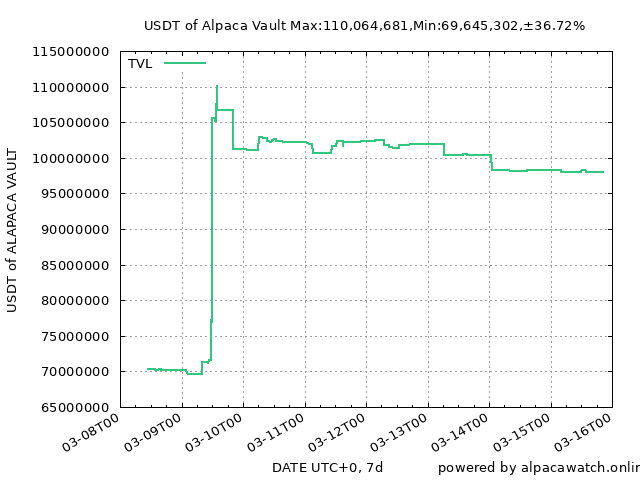 USDT of Alpaca Vault Max:110,064,681,Min:69,645,302,±36.72%
TVL
115000000
110000000
105000000
100000000
95000000
90000000
85000000
80000000
75000000
70000000
65000000
USDT of ALAPACA VAULT
03-08T00
03-09T00
03-10T00
03-11T00
03-12T00
03-13T00
03-14T00
03-15T00
03-16T00
DATE UTC+0, 7d
powered by alpacawatch.onlin